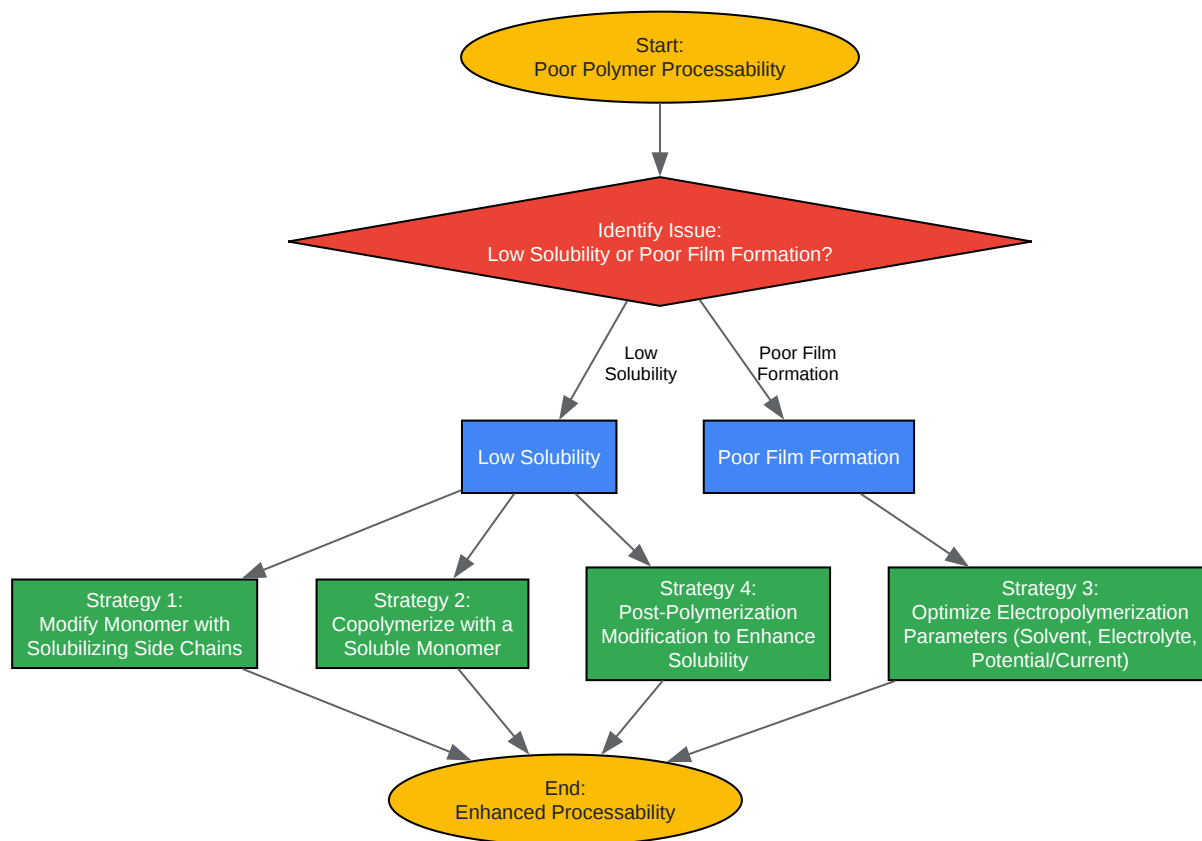 Start:
Poor Polymer Processability
Identify Issue:
Low Solubility or Poor Film Formation?
Low
Solubility
Poor Film
Formation
Low Solubility
Poor Film Formation
Strategy 1:
Modify Monomer with
Solubilizing Side Chains
Strategy 2:
Copolymerize with a
Soluble Monomer
Strategy 4:
Post-Polymerization
Modification to Enhance
Solubility
Strategy 3:
Optimize Electropolymerization
Parameters (Solvent, Electrolyte,
Potential/Current)
End:
Enhanced Processability